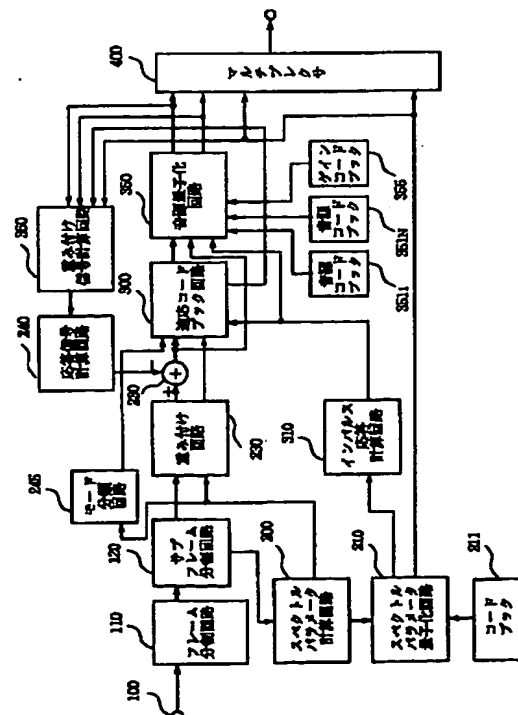 100
110
フレーム
分割回路
120
サブ
フレーム
分割回路
245
モード
分類
回路
240
応答信号
計算回路
360
重み付け
信号計算回路
230
重み付け
回路
＋
－
＋
300
適応コード
ブック回路
350
音源量子化
回路
400
マルチプレクサ
200
スペクトル
パラメータ
計算回路
210
スペクトル
パラメータ
量子化回路
211
コードブック
310
インパルス
応答
計算回路
3511
音源
コード
ブック
351N
音源
コード
ブック
355
ゲイン
コード
ブック